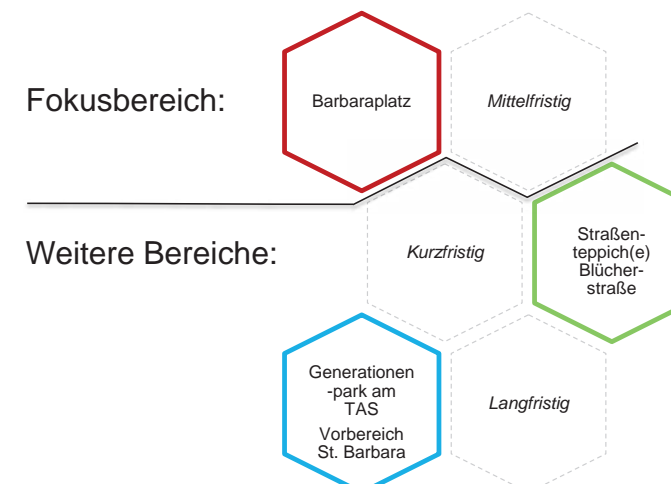 Fokusbereich:
Barbaraplatz
Mittelfristig
Weitere Bereiche:
Kurzfristig
Straßen-
teppich(e)
Blücher-
straße
Generationen
-park am
TAS
Vorbereich
St. Barbara
Langfristig